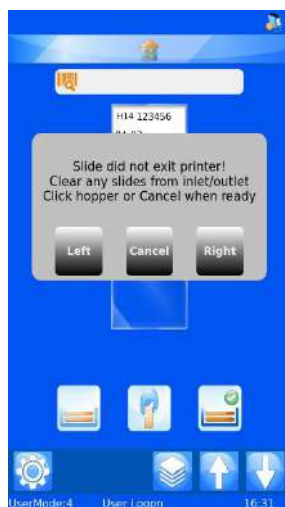 H14 123456
Slide did not exit printer!
Clear any slides from inlet/outlet
Click hopper or Cancel when ready
Left Cancel Right
UserMode:4 User Logon 16:31